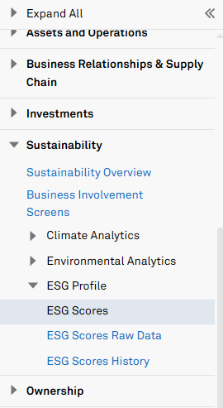 Expand All
Assets and Operations
Business Relationships & Supply
Chain
Investments
Sustainability
Sustainability Overview
Business Involvement
Screens
Climate Analytics
Environmental Analytics
ESG Profile
ESG Scores
ESG Scores Raw Data
ESG Scores History
Ownership